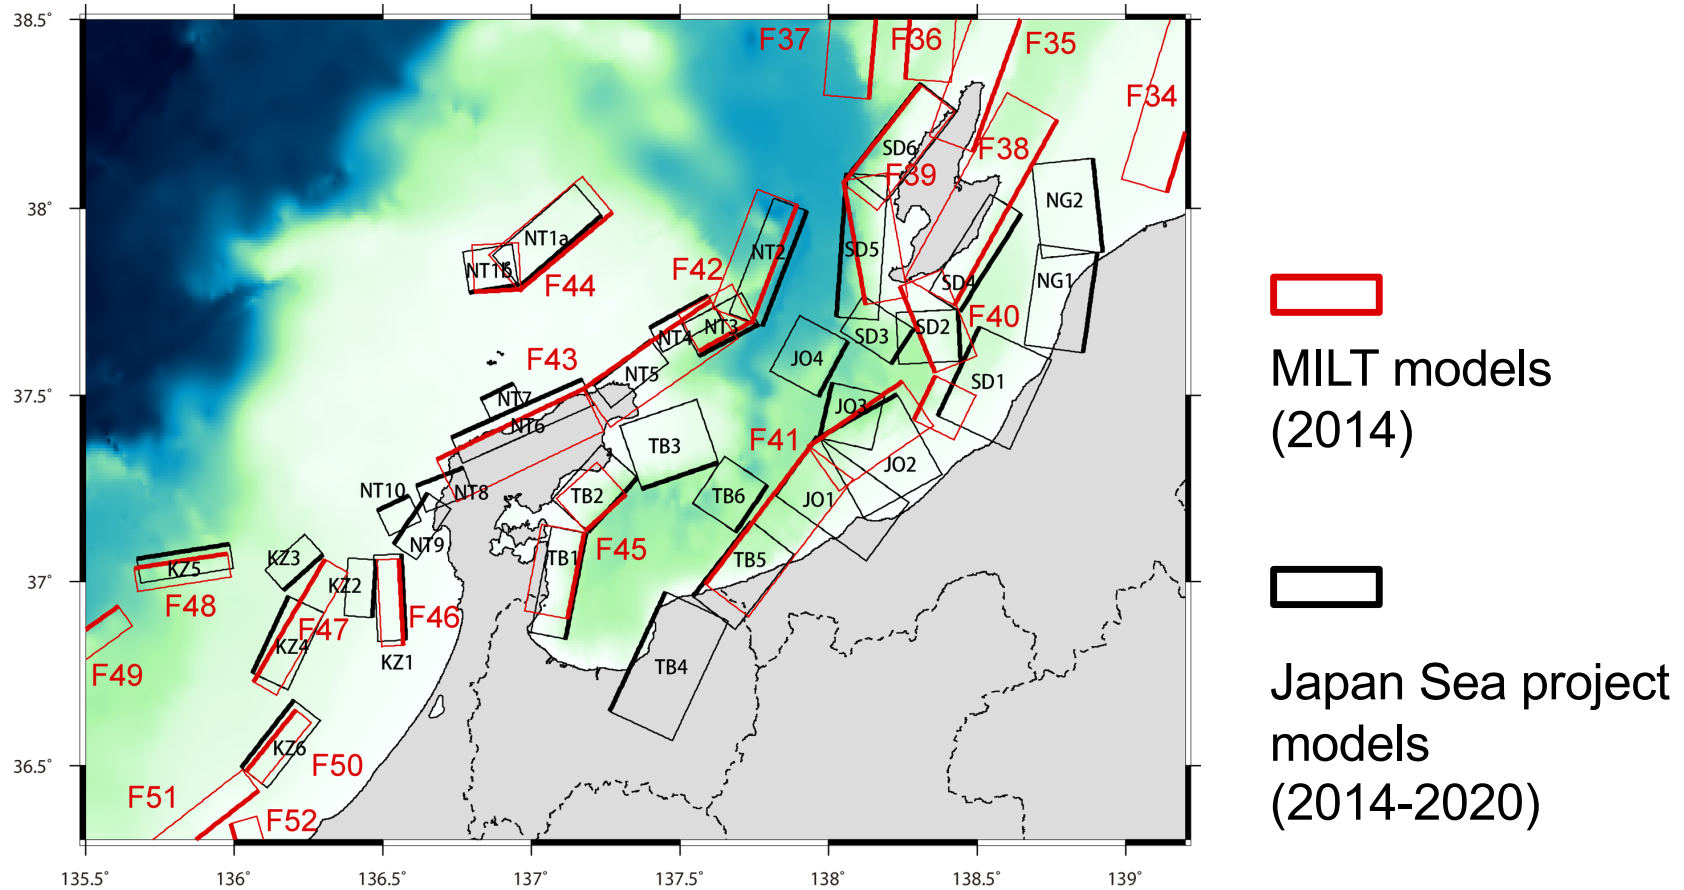 38.5°
38°
37.5°
37°
36.5°
135.5°
136°
136.5°
137°
137.5°
138°
138.5°
139°
F37
F36
F35
F34
SD6
F38
F39
NG2
NT1a
NT1b
F44
F42
NT2
SD5
NG1
SD4
F40
NT3
NT4
SD3
SD2
F43
NT5
JO4
SD1
NT7
NT6
JO3
TB3
F41
JO2
NT10
NT8
TB2
TB6
JO1
NT9
KZ3
TB1
F45
TB5
KZ5
KZ2
F48
F46
F47
KZ4
KZ1
TB4
F49
KZ6
F50
F51
F52
MILT models
(2014)
Japan Sea project
models
(2014-2020)